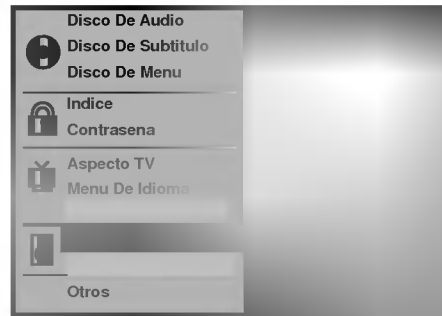 Disco De Audio
Disco De Subtitulo
Disco De Menu
Indice
Contrasena
Aspecto TV
Menu De Idioma
Otros